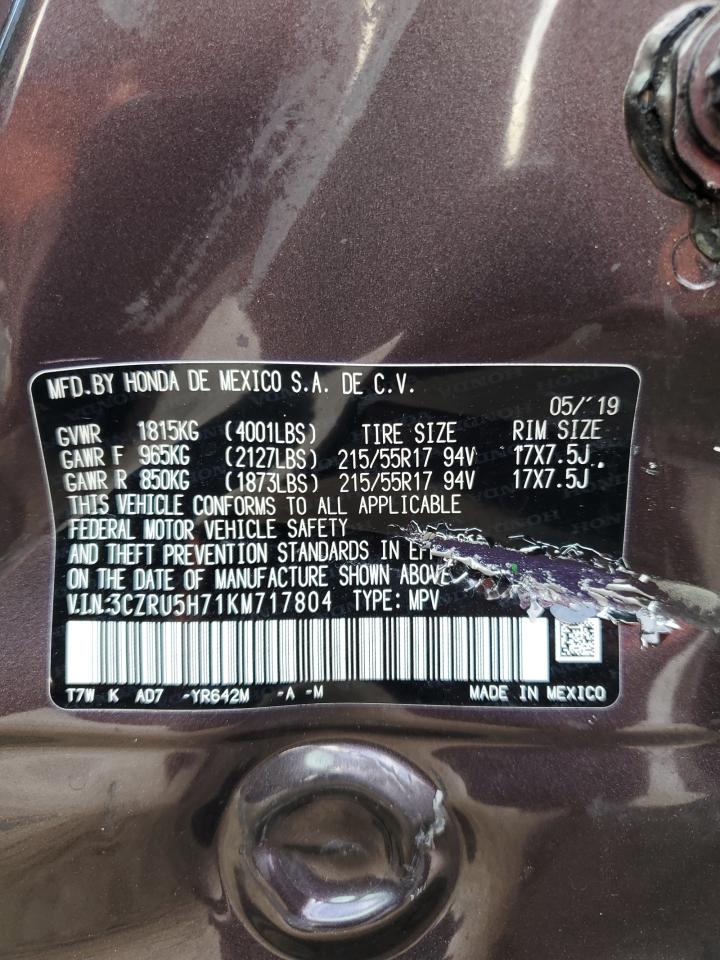 MFD.BY HONDA DE MEXICO S.A. DE C.V.
05/'19
GVWR 1815KG (4001LBS) TIRE SIZE RIM SIZE
GAWR F 965KG (2127LBS) 215/55R17 94V 17X7.5J
GAWR R 850KG (1873LBS) 215/55R17 94V 17X7.5J
THIS VEHICLE CONFORMS TO ALL APPLICABLE
FEDERAL MOTOR VEHICLE SAFETY
AND THEFT PREVENTION STANDARDS IN
ON THE DATE OF MANUFACTURE SHOWN ABOVE
V.I.N.:3CZRU5H71KM717804 TYPE: MPV
T7W K AD7 -YR642M -A -M MADE IN MEXICO